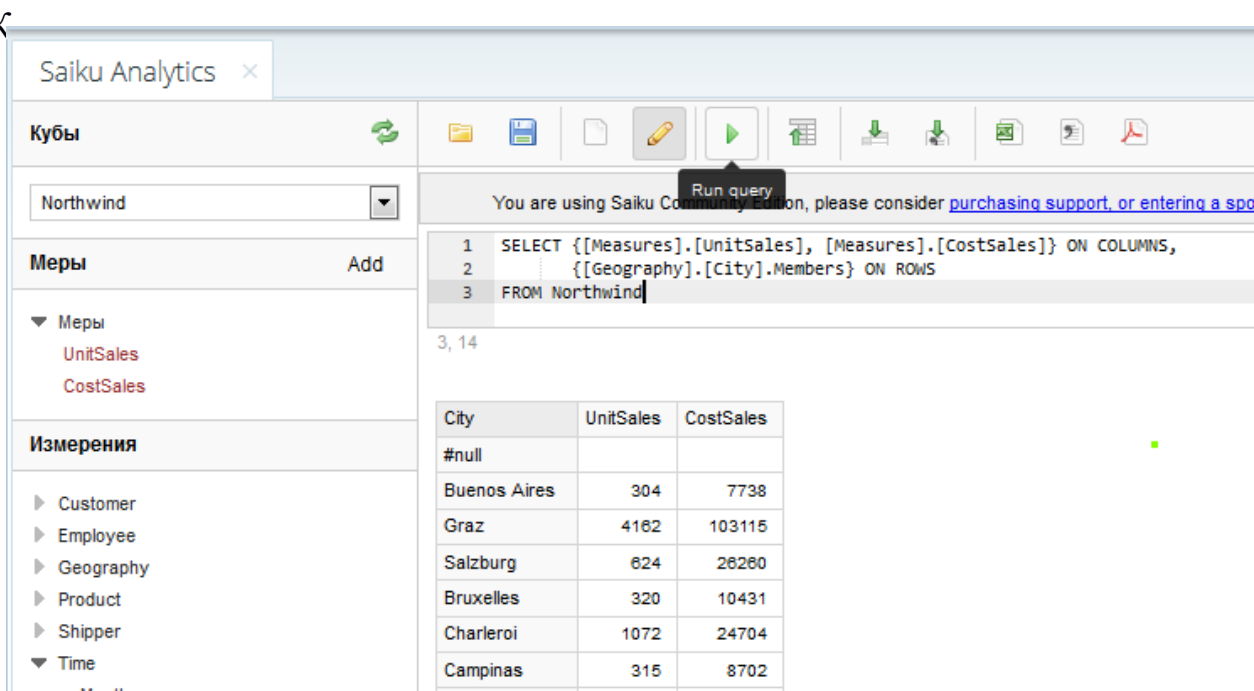 Saiku Analytics ×
Кубы
Northwind
Меры Add
Меры
UnitSales
CostSales
Измерения
Customer
Employee
Geography
Product
Shipper
Time
Run query
You are using Saiku Community Edition, please consider purchasing support, or entering a spo
1 SELECT {[Measures].[UnitSales], [Measures].[CostSales]} ON COLUMNS,
2 {[Geography].[City].Members} ON ROWS
3 FROM Northwind
3, 14
City UnitSales CostSales
#null
Buenos Aires 304 7738
Graz 4162 103115
Salzburg 624 26260
Bruxelles 320 10431
Charleroi 1072 24704
Campinas 315 8702